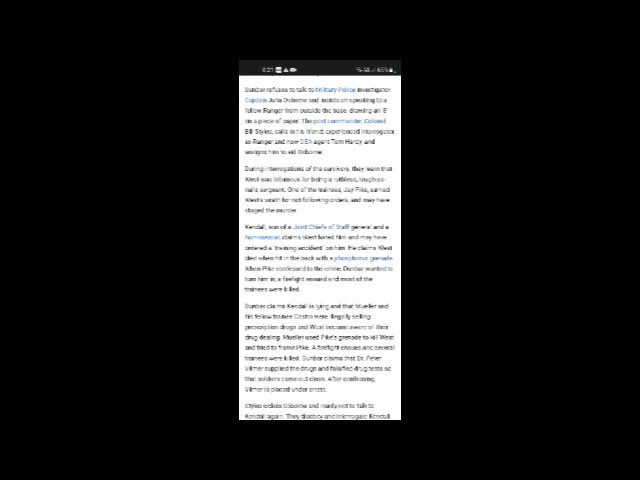 Dunbar refuses to talk to Military Police investigator
Captain Julia Osborne and insists on speaking to a
fellow Ranger from outside the base, drawing an '8'
on a piece of paper. The post commander, Colonel
Bill Styles, calls in his friend: experienced interrogator,
ex-Ranger and now DEA agent Tom Hardy, and
assigns him to aid Osborne.
During interrogations of the survivors, they learn that
West was infamous for being a ruthless, tough-as-
nails sergeant. One of the trainees, Jay Pike, earned
West's wrath for not following orders, and may have
staged the murder.
Kendall, son of a Joint Chiefs of Staff general and a
homosexual, claims West hated him and may have
ordered a 'training accident' on him. He claims West
died when hit in the back with a phosphorus grenade.
When Pike confessed to the crime, Dunbar wanted to
turn him in; a firefight ensued and most of the
trainees were killed.
Dunbar claims Kendall is lying and that Mueller and
his fellow trainee Castro were illegally selling
prescription drugs and West became aware of their
drug dealing. Mueller used Pike's grenade to kill West
and tried to frame Pike. A firefight ensues and several
trainees were killed. Dunbar claims that Dr. Peter
Vilmer supplied the drugs and falsified drug tests so
that soldiers came out clean. After confessing,
Vilmer is placed under arrest.
Styles orders Osborne and Hardy not to talk to
Kendall again. They disobey and interrogate Kendall